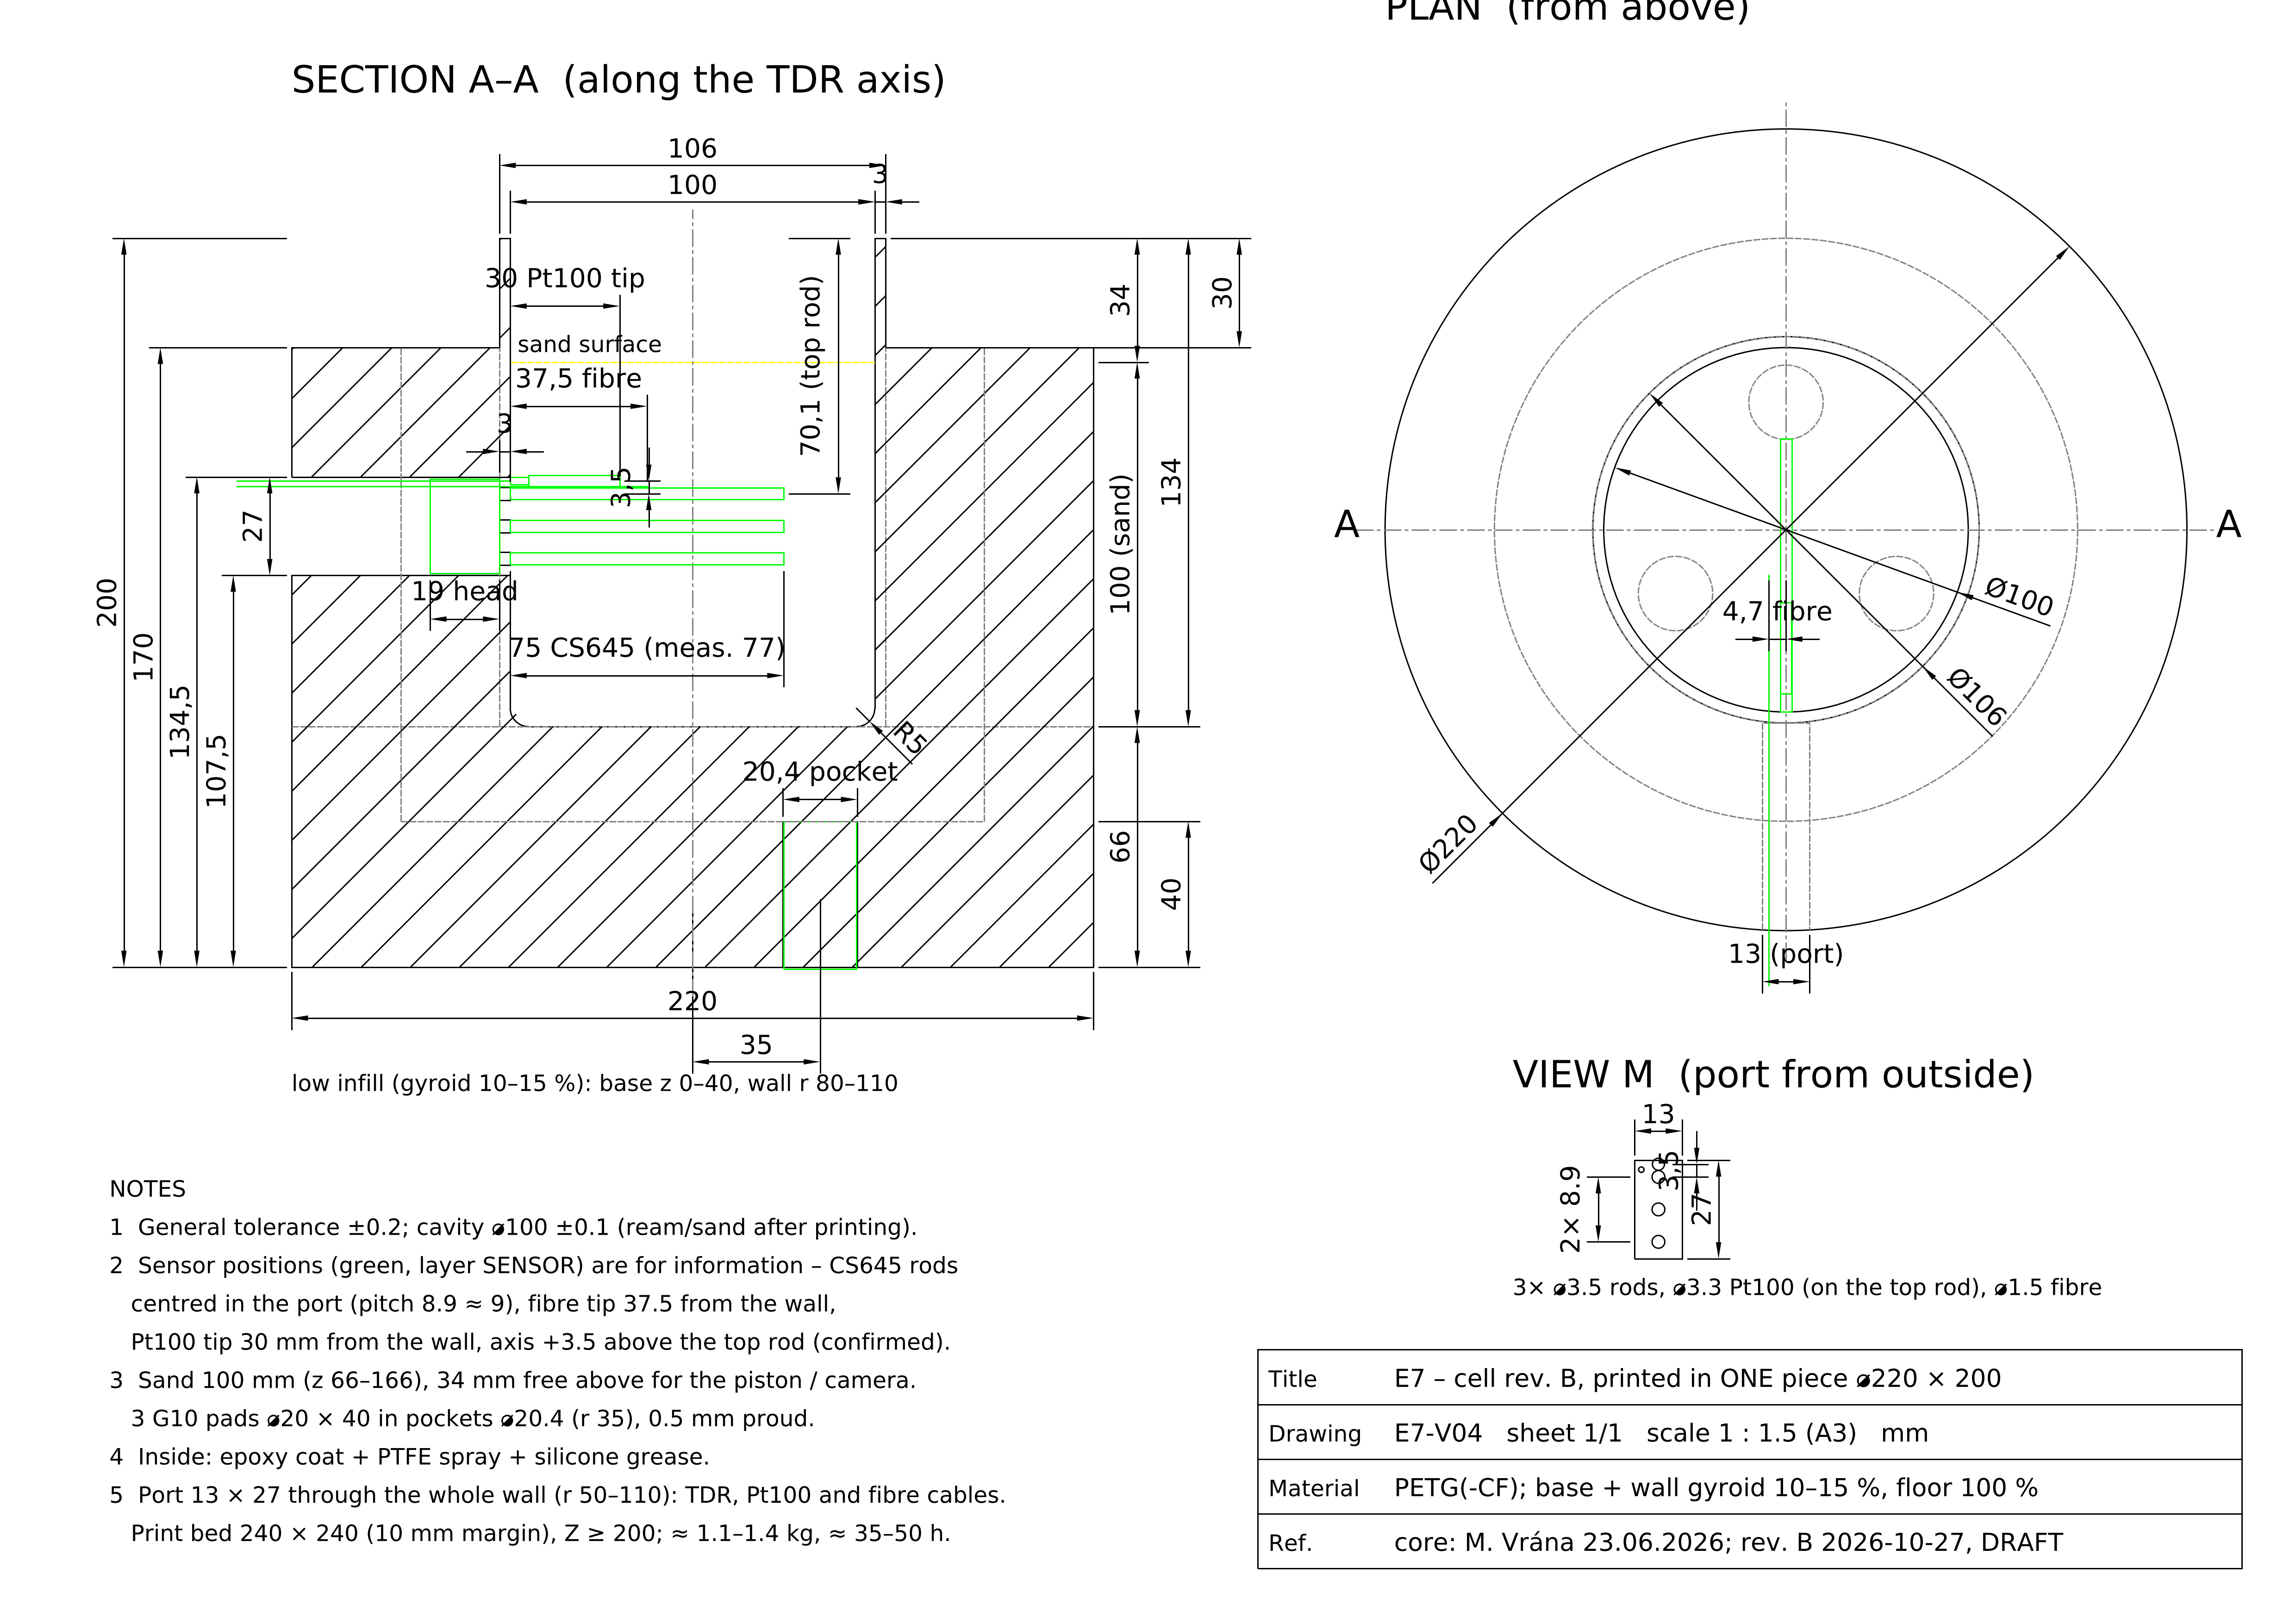 PLAN (from above)
SECTION A–A (along the TDR axis)
106
3
100
30 Pt100 tip
70,1 (top rod)
34
30
sand surface
37,5 fibre
3
3,5
134
100 (sand)
27
19 head
200
75 CS645 (meas. 77)
170
134,5
107,5
R5
20,4 pocket
66
40
220
35
low infill (gyroid 10–15 %): base z 0–40, wall r 80–110
A
A
Ø100
4,7 fibre
Ø106
Ø220
13 (port)
VIEW M (port from outside)
13
3,5
2× 8.9
27
3× ⌀3.5 rods, ⌀3.3 Pt100 (on the top rod), ⌀1.5 fibre
NOTES
1 General tolerance ±0.2; cavity ⌀100 ±0.1 (ream/sand after printing).
2 Sensor positions (green, layer SENSOR) are for information – CS645 rods
centred in the port (pitch 8.9 ≈ 9), fibre tip 37.5 from the wall,
Pt100 tip 30 mm from the wall, axis +3.5 above the top rod (confirmed).
3 Sand 100 mm (z 66–166), 34 mm free above for the piston / camera.
3 G10 pads ⌀20 × 40 in pockets ⌀20.4 (r 35), 0.5 mm proud.
4 Inside: epoxy coat + PTFE spray + silicone grease.
5 Port 13 × 27 through the whole wall (r 50–110): TDR, Pt100 and fibre cables.
Print bed 240 × 240 (10 mm margin), Z ≥ 200; ≈ 1.1–1.4 kg, ≈ 35–50 h.
Title E7 – cell rev. B, printed in ONE piece ⌀220 × 200
Drawing E7-V04 sheet 1/1 scale 1 : 1.5 (A3) mm
Material PETG(-CF); base + wall gyroid 10–15 %, floor 100 %
Ref. core: M. Vrána 23.06.2026; rev. B 2026-10-27, DRAFT